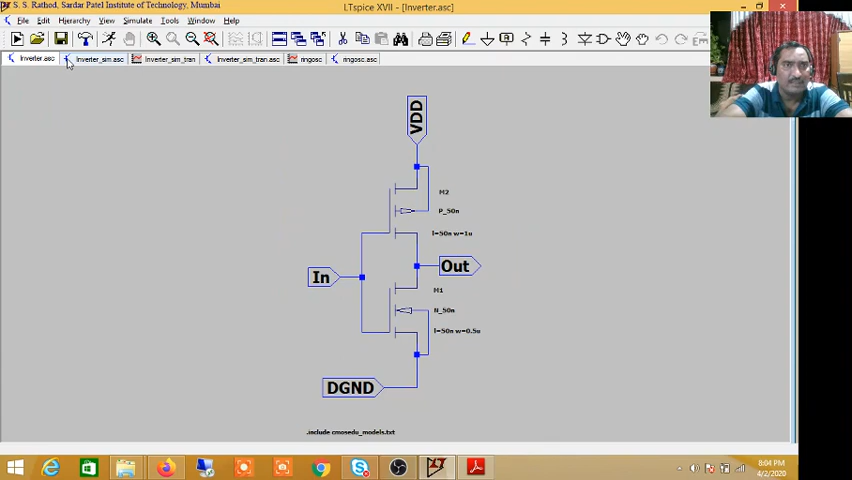 S. S. Rathod, Sardar Patel Institute of Technology, Mumbai
LTspice XVII - [Inverter.asc]
File Edit Hierarchy View Simulate Tools Window Help
Inverter.asc Inverter_sim.asc Inverter_sim_tran Inverter_sim_tran.asc ringosc ringosc.asc
VDD
M2
P_50n
l=50n w=1u
In
Out
M1
N_50n
l=50n w=0.5u
DGND
.include cmosedu_models.txt
8:04 PM
4/2/2020